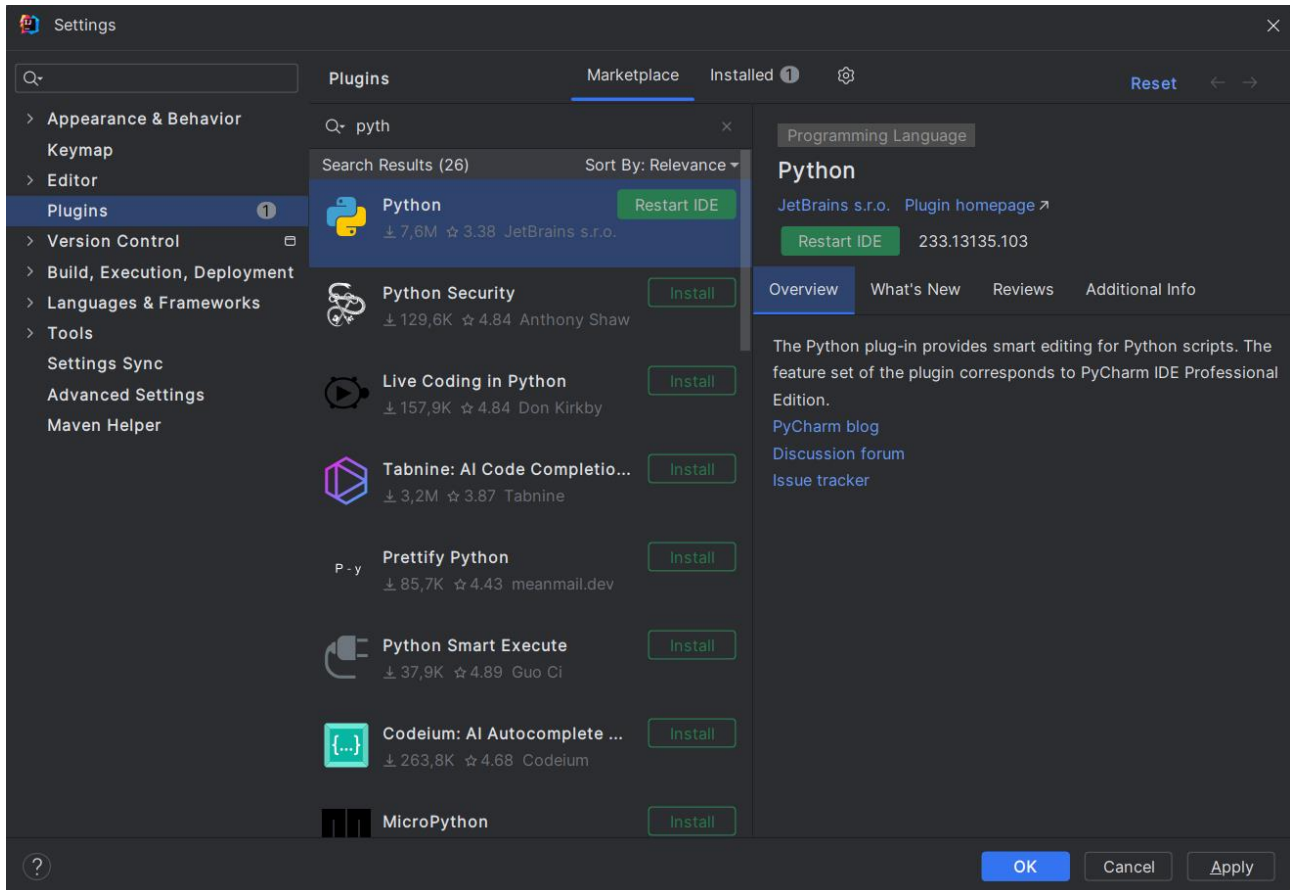 Settings
Appearance & Behavior
Keymap
Editor
Plugins 1
Version Control
Build, Execution, Deployment
Languages & Frameworks
Tools
Settings Sync
Advanced Settings
Maven Helper
Plugins Marketplace Installed 1 Reset
pyth
Search Results (26) Sort By: Relevance
Python Restart IDE
7,6M 3.38 JetBrains s.r.o.
Python Security Install
129,6K 4.84 Anthony Shaw
Live Coding in Python Install
157,9K 4.84 Don Kirkby
Tabnine: AI Code Completio... Install
3,2M 3.87 Tabnine
P-y
Prettify Python Install
85,7K 4.43 meanmail.dev
Python Smart Execute Install
37,9K 4.89 Guo Ci
{...}
Codeium: AI Autocomplete ... Install
263,8K 4.68 Codeium
MicroPython Install
Programming Language
Python
JetBrains s.r.o. Plugin homepage ↗
Restart IDE 233.13135.103
Overview What's New Reviews Additional Info
The Python plug-in provides smart editing for Python scripts. The
feature set of the plugin corresponds to PyCharm IDE Professional
Edition.
PyCharm blog
Discussion forum
Issue tracker
? OK Cancel Apply